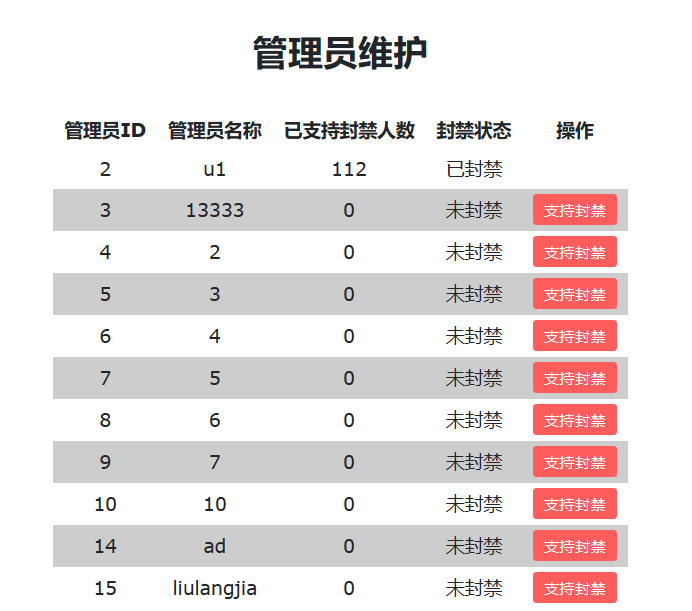 管理员维护
管理员ID 管理员名称 已支持封禁人数 封禁状态 操作
2 u1 112 已封禁
3 13333 0 未封禁 支持封禁
4 2 0 未封禁 支持封禁
5 3 0 未封禁 支持封禁
6 4 0 未封禁 支持封禁
7 5 0 未封禁 支持封禁
8 6 0 未封禁 支持封禁
9 7 0 未封禁 支持封禁
10 10 0 未封禁 支持封禁
14 ad 0 未封禁 支持封禁
15 liulangjia 0 未封禁 支持封禁